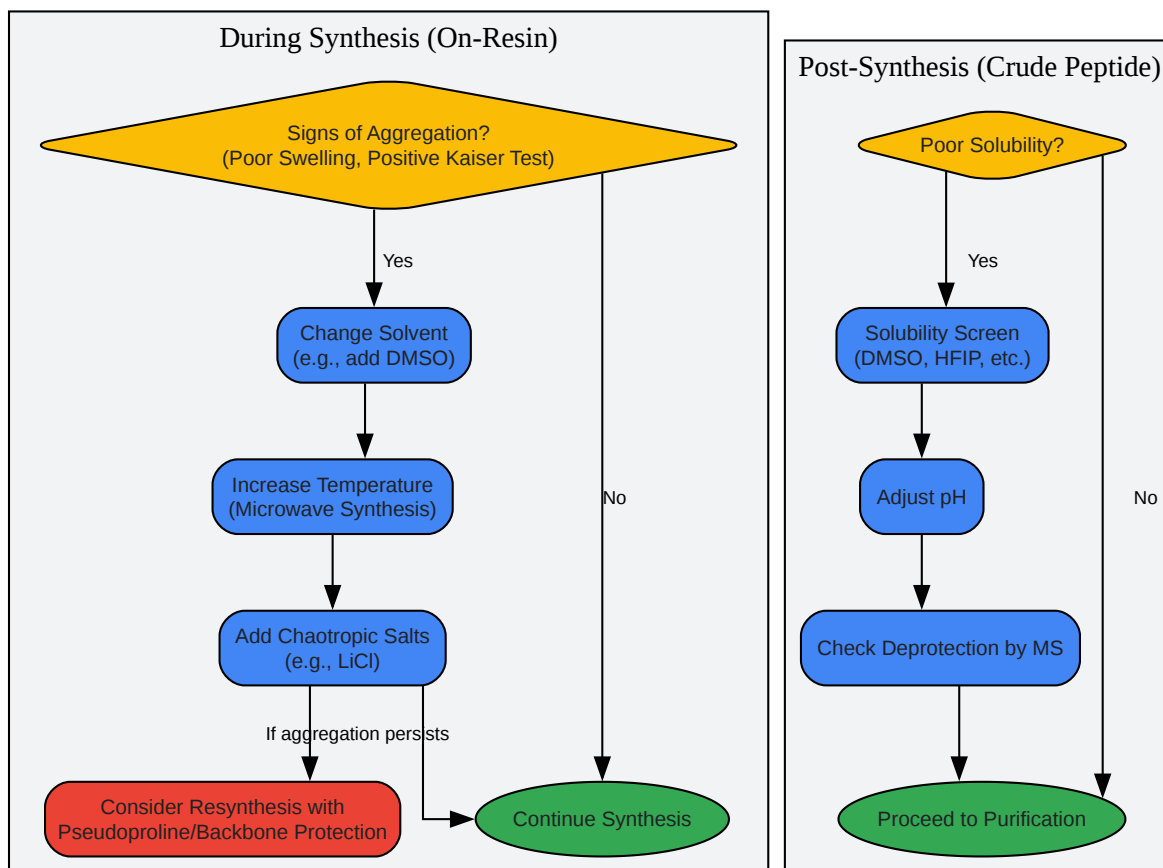 During Synthesis (On-Resin)
Signs of Aggregation?
(Poor Swelling, Positive Kaiser Test)
Yes
Change Solvent
(e.g., add DMSO)
Increase Temperature
(Microwave Synthesis)
No
Add Chaotropic Salts
(e.g., LiCl)
If aggregation persists
Consider Resynthesis with
Pseudoproline/Backbone Protection
Continue Synthesis
Post-Synthesis (Crude Peptide)
Poor Solubility?
Yes
Solubility Screen
(DMSO, HFIP, etc.)
Adjust pH
No
Check Deprotection by MS
Proceed to Purification